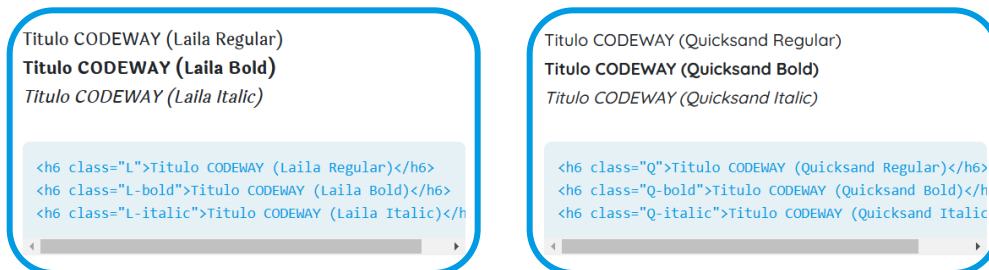 Titulo CODEWAY (Laila Regular)
Titulo CODEWAY (Laila Bold)
Titulo CODEWAY (Laila Italic)
<h6 class="L">Titulo CODEWAY (Laila Regular)</h6>
<h6 class="L-bold">Titulo CODEWAY (Laila Bold)</h6>
<h6 class="L-italic">Titulo CODEWAY (Laila Italic)</h
Titulo CODEWAY (Quicksand Regular)
Titulo CODEWAY (Quicksand Bold)
Titulo CODEWAY (Quicksand Italic)
<h6 class="Q">Titulo CODEWAY (Quicksand Regular)</h6>
<h6 class="Q-bold">Titulo CODEWAY (Quicksand Bold)</h
<h6 class="Q-italic">Titulo CODEWAY (Quicksand Italic